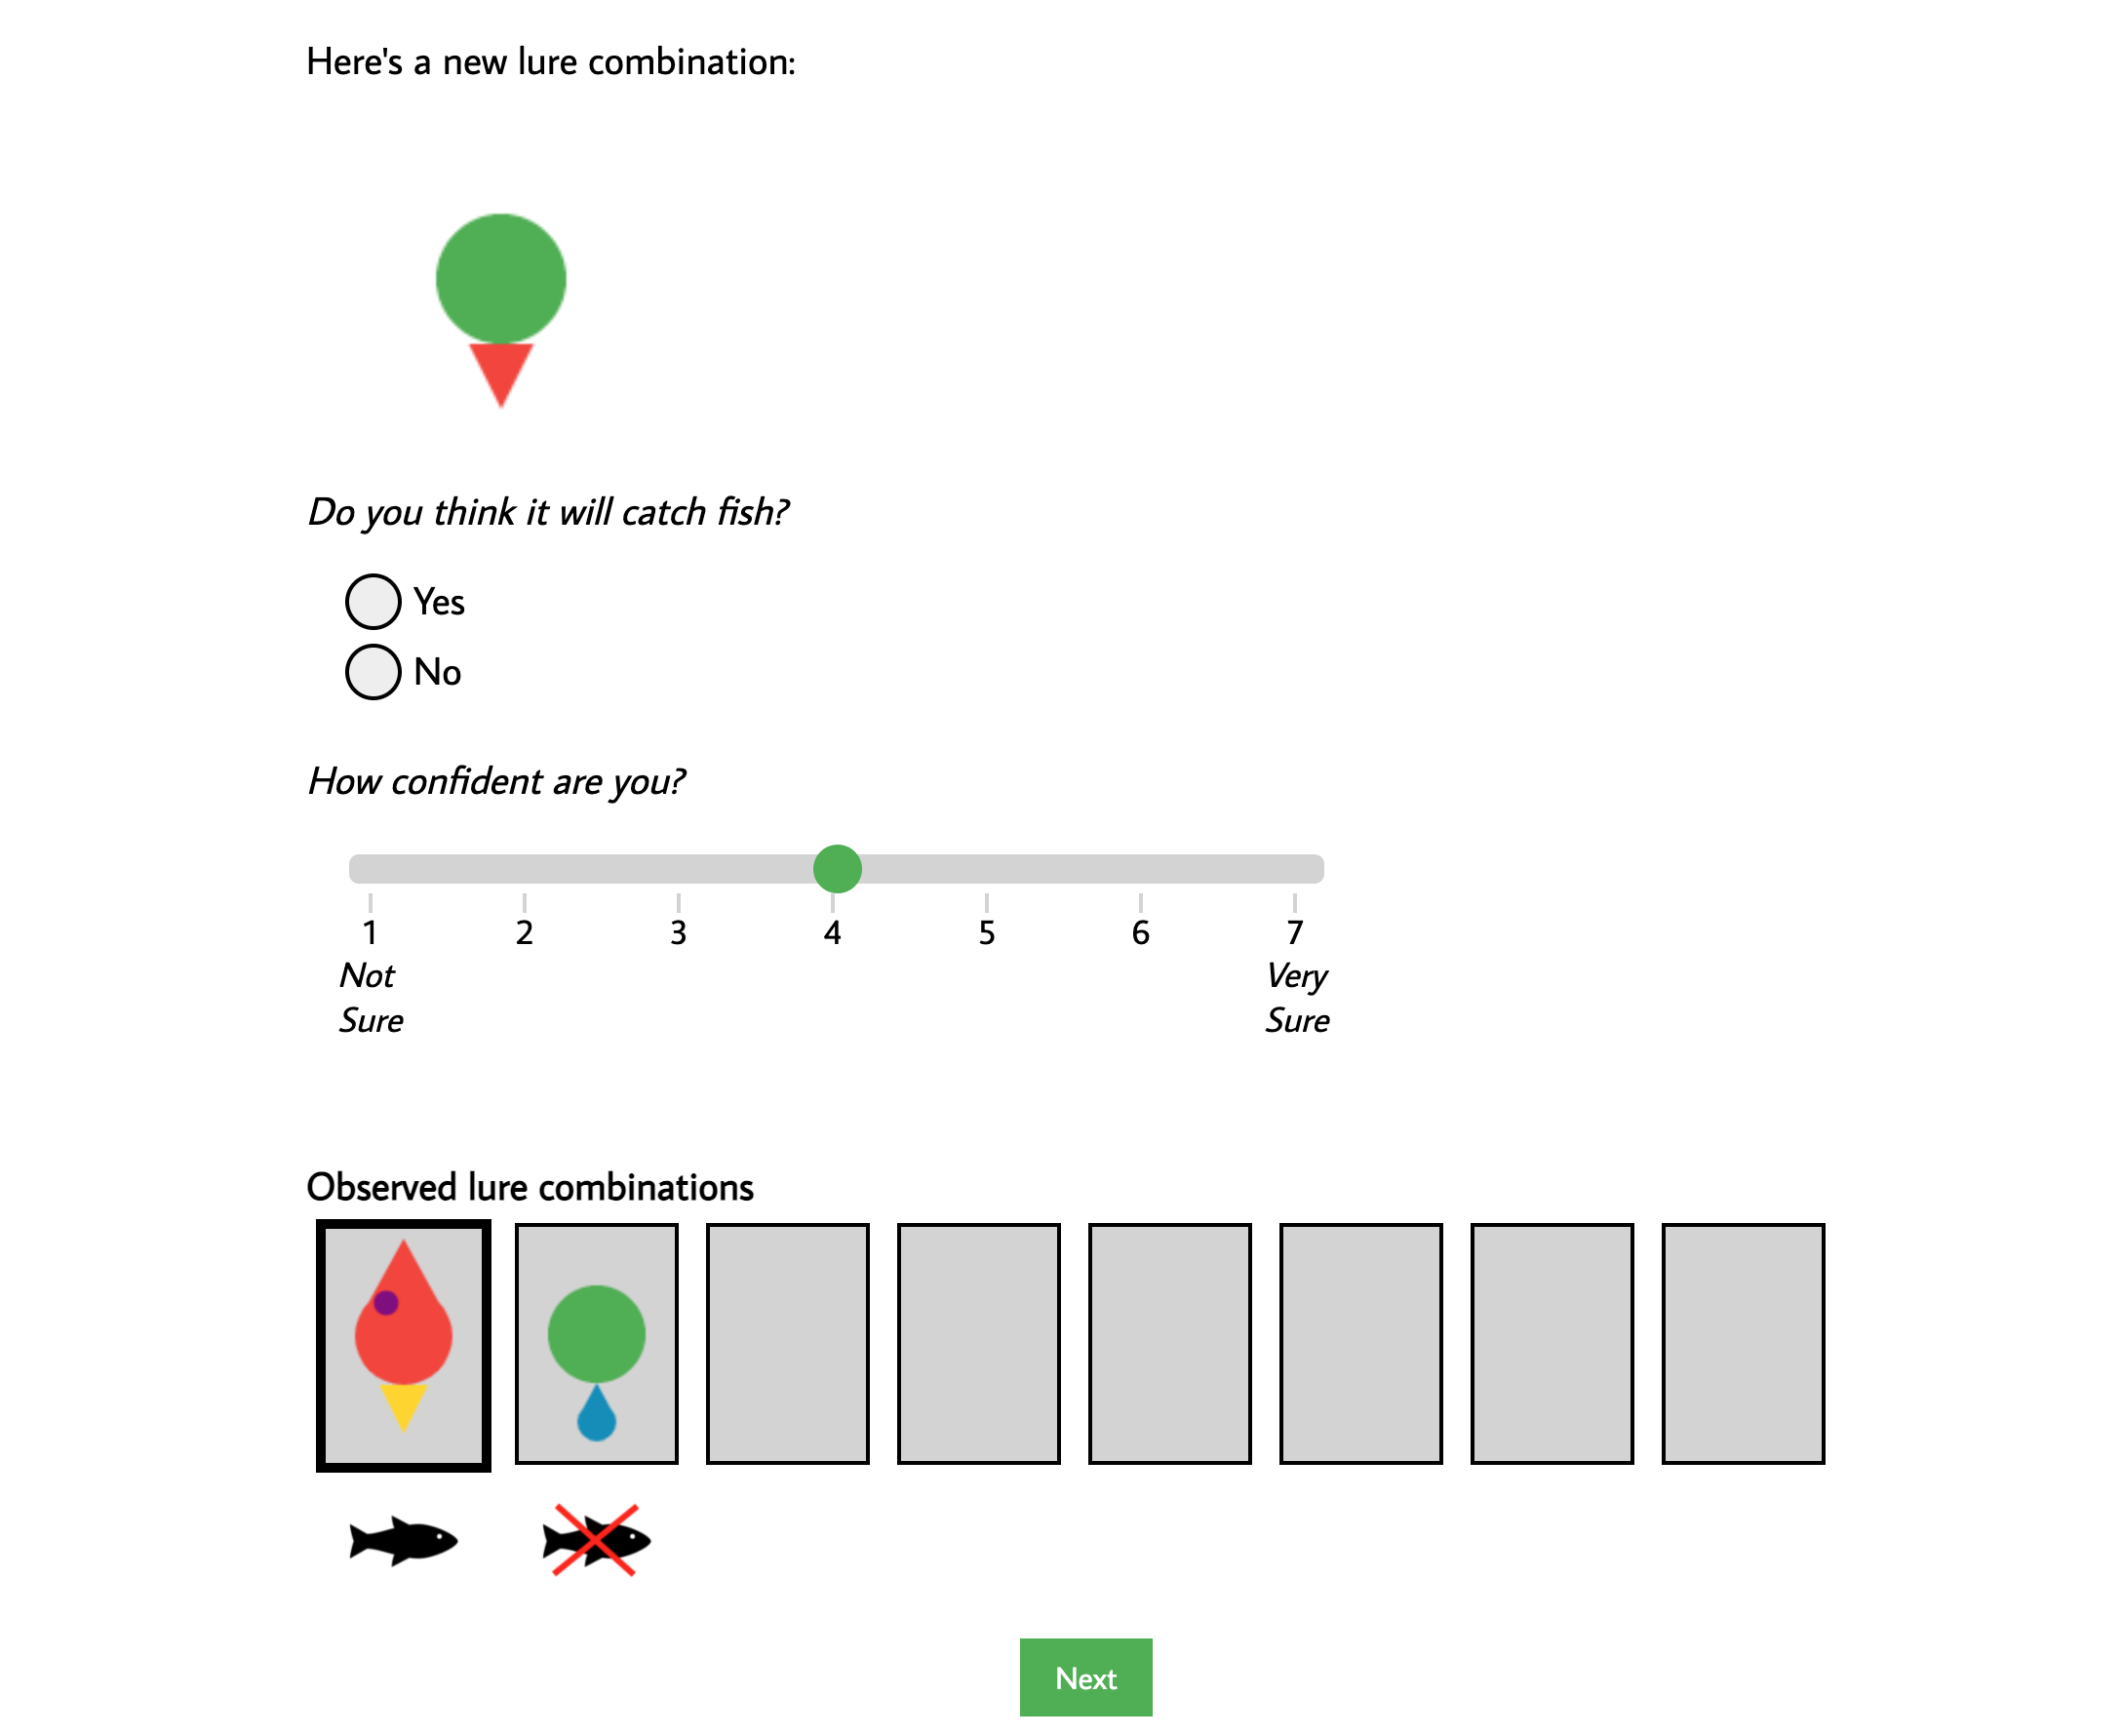 Here's a new lure combination:
Do you think it will catch fish?
Yes
No
How confident are you?
1 2 3 4 5 6 7
Not Sure
Very Sure
Observed lure combinations
Next